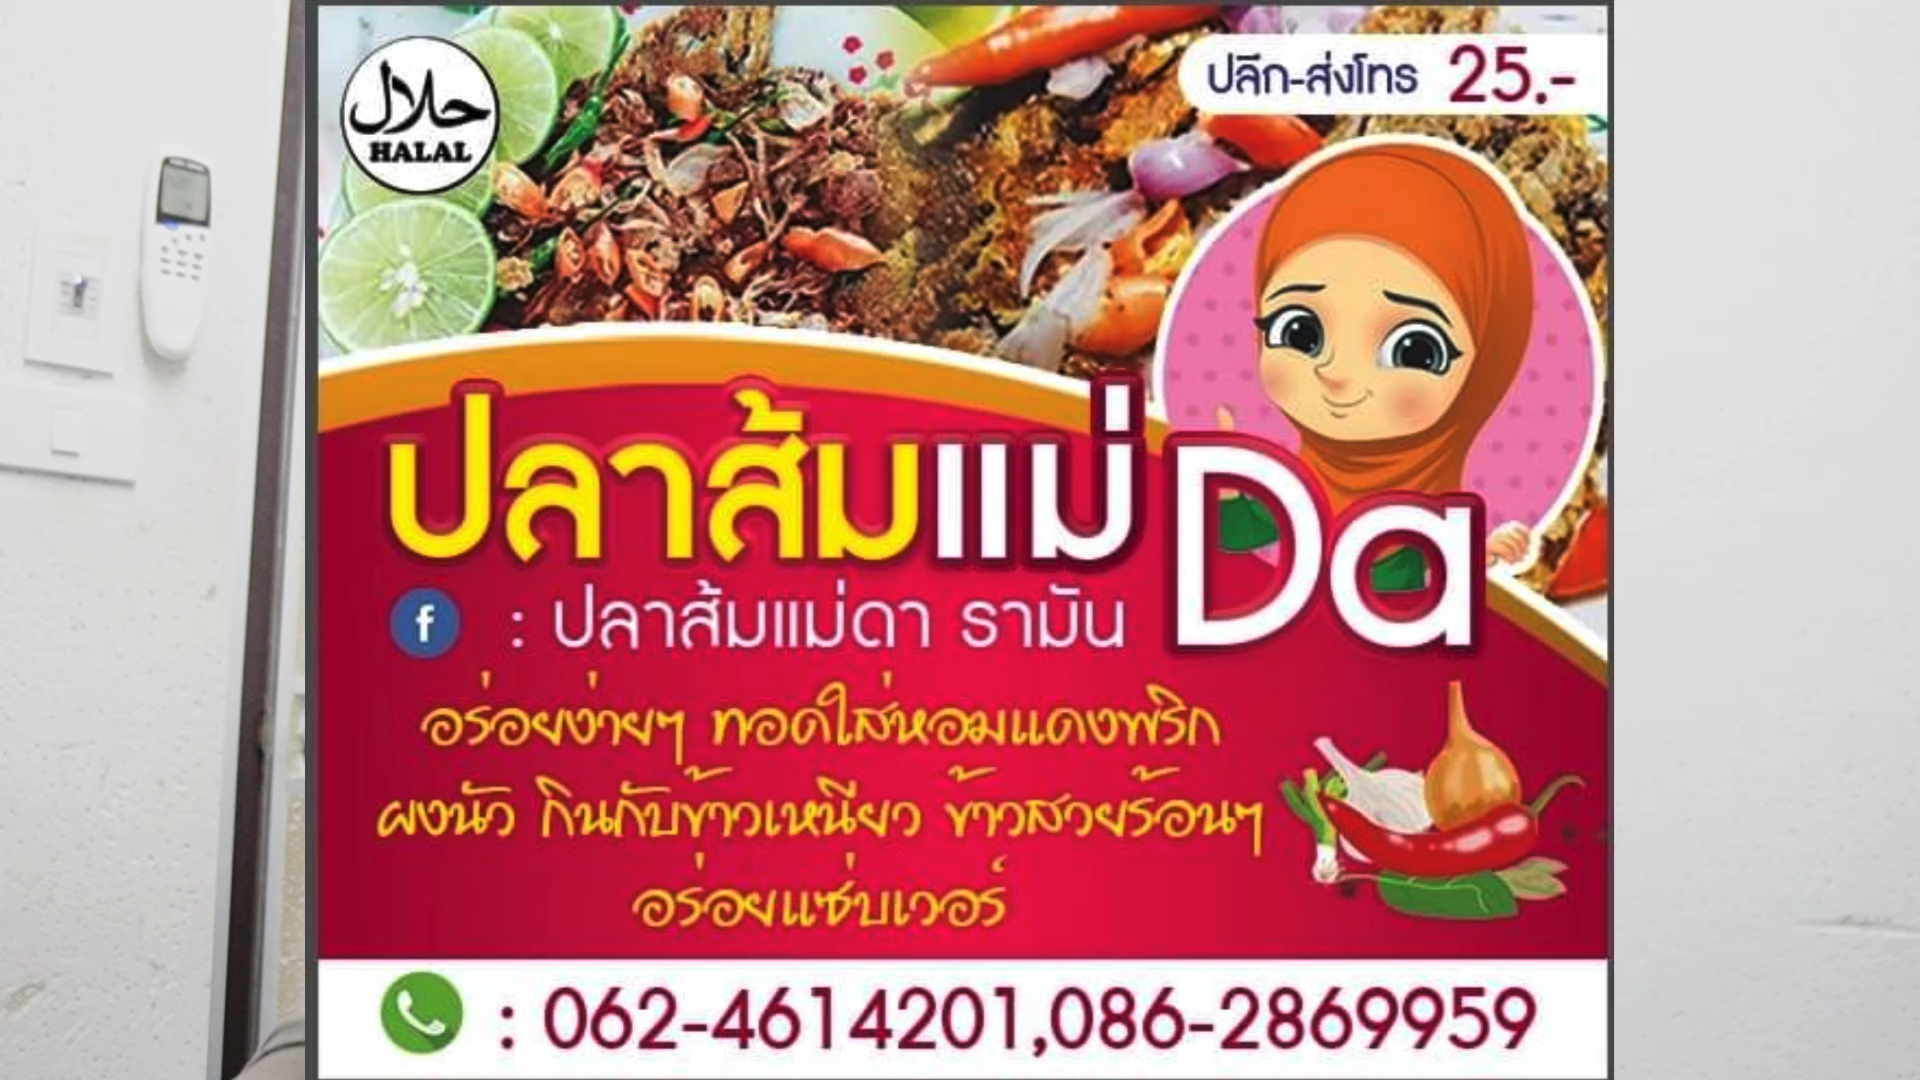 حلال
HALAL
ปลีก-ส่งโทร 25.-
ปลาส้มแม่ Da
f : ปลาส้มแม่ดา รามัน
อร่อยง่ายๆ ทอดใส่หอมแดงพริก
ผงนัว กินกับข้าวเหนียว ข้าวสวยร้อนๆ
อร่อยแซ่บเวอร์
: 062-4614201,086-2869959